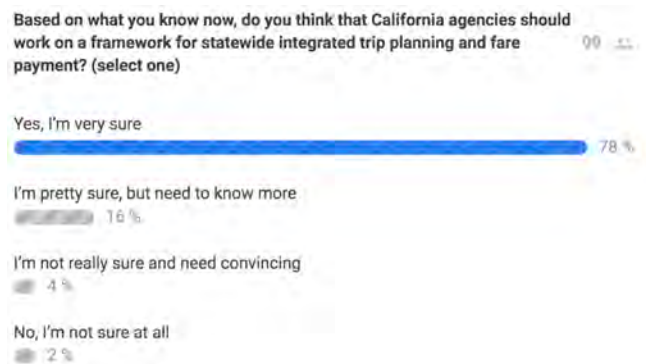 Based on what you know now, do you think that California agencies should
work on a framework for statewide integrated trip planning and fare
payment? (select one)
99
Yes, I'm very sure
78 %
I'm pretty sure, but need to know more
16 %
I'm not really sure and need convincing
4 %
No, I'm not sure at all
2 %